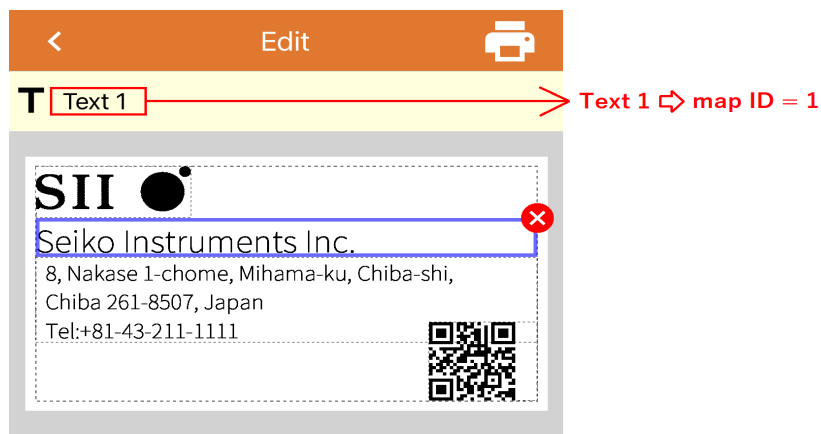 Edit
T Text 1
Text 1 ⇨ map ID = 1
SII
Seiko Instruments Inc.
8, Nakase 1-chome, Mihama-ku, Chiba-shi,
Chiba 261-8507, Japan
Tel:+81-43-211-1111